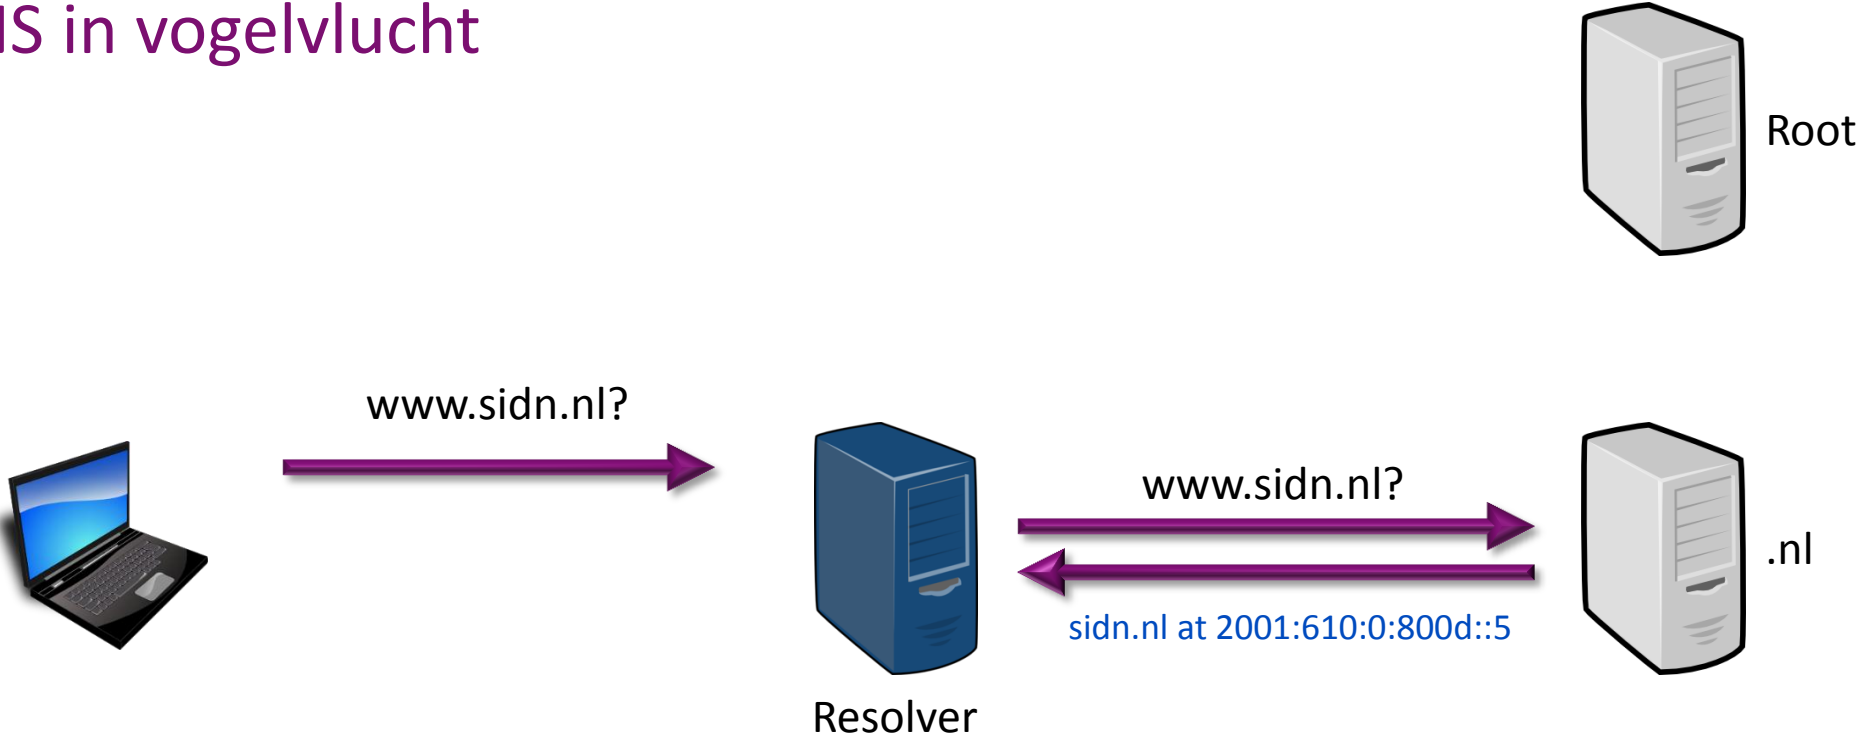 IS in vogelvlucht
Root
www.sidn.nl?
www.sidn.nl?
.nl
sidn.nl at 2001:610:0:800d::5
Resolver